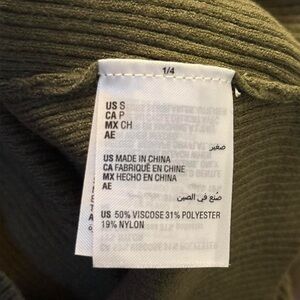 1/4
US S
CA P
MX CH
AE
صغير
US MADE IN CHINA
CA FABRIQUÉ EN CHINE
MX HECHO EN CHINA
AE
صُنع في الصين
US 50% VISCOSE 31% POLYESTER
19% NYLON